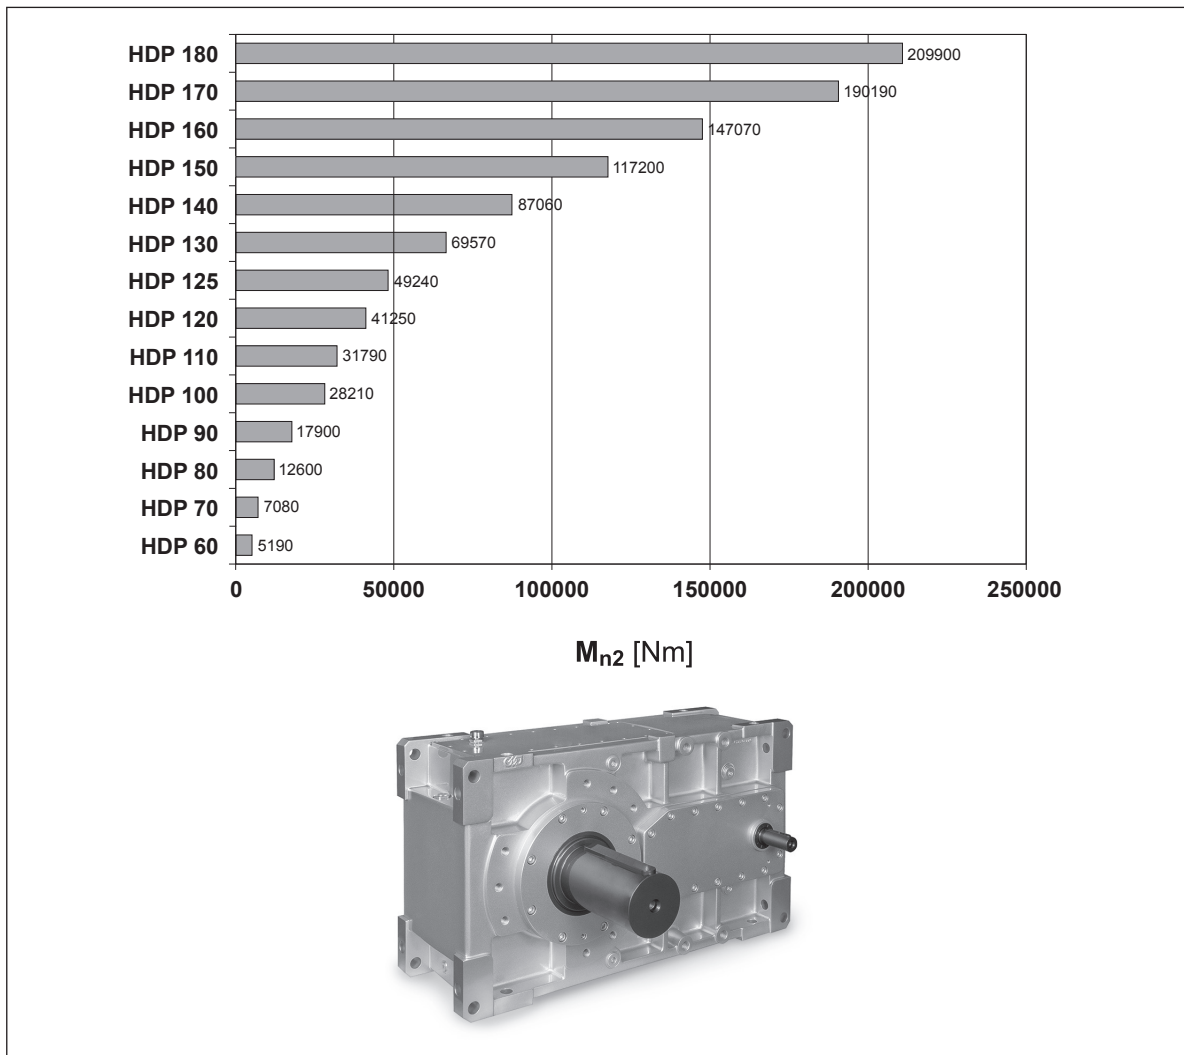 HDP 180 209900
HDP 170 190190
HDP 160 147070
HDP 150 117200
HDP 140 87060
HDP 130 69570
HDP 125 49240
HDP 120 41250
HDP 110 31790
HDP 100 28210
HDP 90 17900
HDP 80 12600
HDP 70 7080
HDP 60 5190
0 50000 100000 150000 200000 250000
Mn2 [Nm]